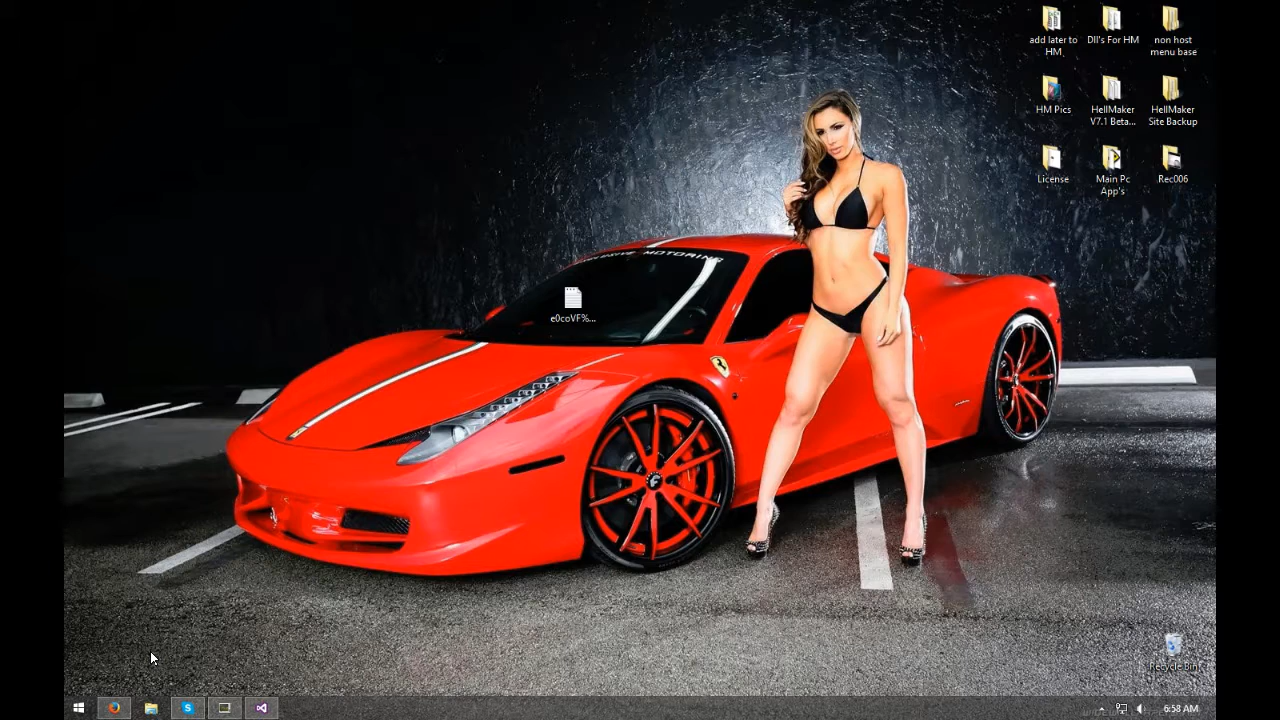 add later to
HM
Dll's For HM
non host
menu base
HM Pics
HellMaker
V7.1 Beta...
HellMaker
Site Backup
License
Main Pc
App's
Rec006
MOTORING
e0coVF%...
Recycle Bin
6:58 AM